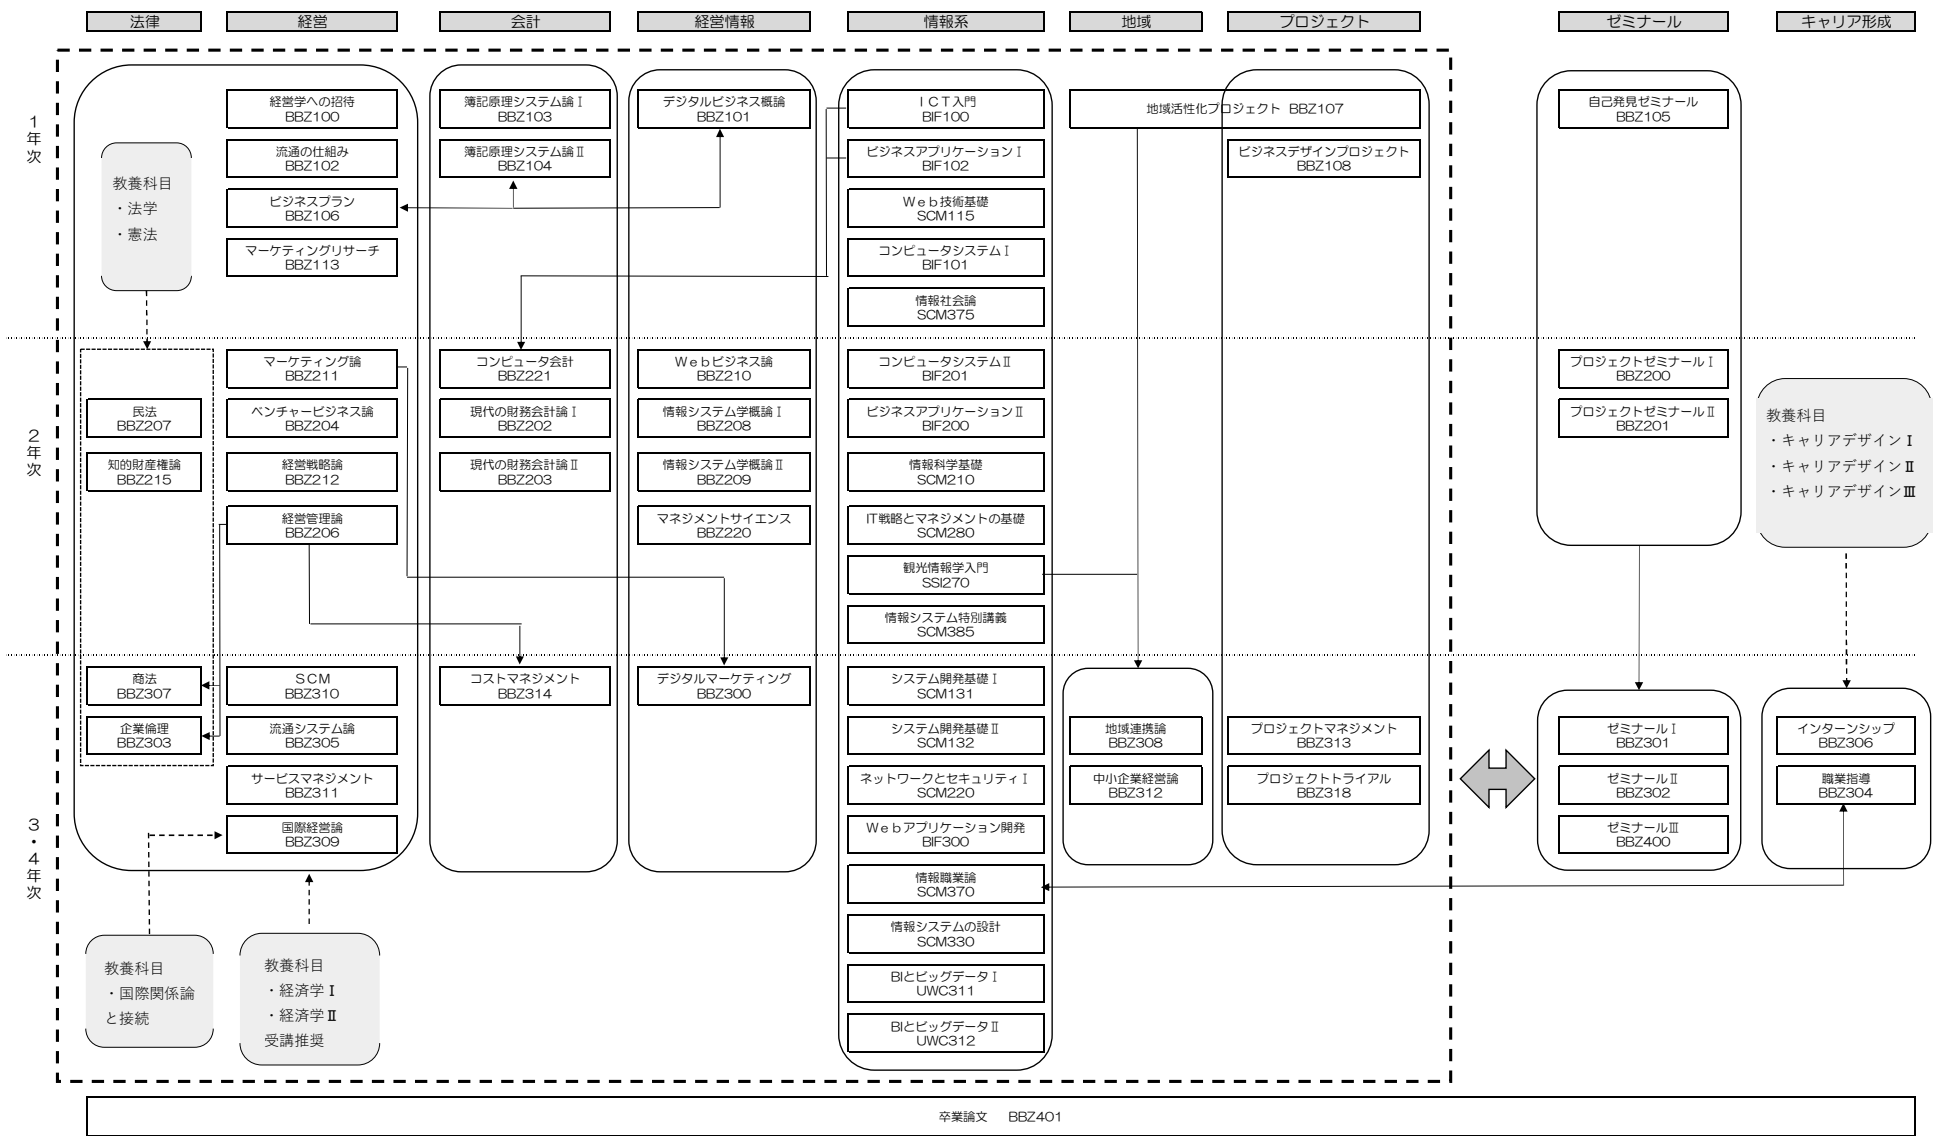 法律
経営
会計
経営情報
情報系
地域
プロジェクト
ゼミナール
キャリア形成
1年次
教養科目
・法学
・憲法
経営学への招待
BBZ100
流通の仕組み
BBZ102
ビジネスプラン
BBZ106
マーケティングリサーチ
BBZ113
簿記原理システム論Ⅰ
BBZ103
簿記原理システム論Ⅱ
BBZ104
デジタルビジネス概論
BBZ101
ICT入門
BIF100
ビジネスアプリケーションⅠ
BIF102
Web技術基礎
SCM115
コンピュータシステムⅠ
BIF101
情報社会論
SCM375
地域活性化プロジェクト BBZ107
ビジネスデザインプロジェクト
BBZ108
自己発見ゼミナール
BBZ105
2年次
民法
BBZ207
知的財産権論
BBZ215
マーケティング論
BBZ211
ベンチャービジネス論
BBZ204
経営戦略論
BBZ212
経営管理論
BBZ206
コンピュータ会計
BBZ221
現代の財務会計論Ⅰ
BBZ202
現代の財務会計論Ⅱ
BBZ203
Webビジネス論
BBZ210
情報システム学概論Ⅰ
BBZ208
情報システム学概論Ⅱ
BBZ209
マネジメントサイエンス
BBZ220
コンピュータシステムⅡ
BIF201
ビジネスアプリケーションⅡ
BIF200
情報科学基礎
SCM210
IT戦略とマネジメントの基礎
SCM280
観光情報学入門
SSI270
情報システム特別講義
SCM385
プロジェクトゼミナールⅠ
BBZ200
プロジェクトゼミナールⅡ
BBZ201
教養科目
・キャリアデザインⅠ
・キャリアデザインⅡ
・キャリアデザインⅢ
3・4年次
商法
BBZ307
企業倫理
BBZ303
SCM
BBZ310
流通システム論
BBZ305
サービスマネジメント
BBZ311
国際経営論
BBZ309
コストマネジメント
BBZ314
デジタルマーケティング
BBZ300
システム開発基礎Ⅰ
SCM131
システム開発基礎Ⅱ
SCM132
ネットワークとセキュリティⅠ
SCM220
Webアプリケーション開発
BIF300
情報職業論
SCM370
情報システムの設計
SCM330
BIとビッグデータⅠ
UWC311
BIとビッグデータⅡ
UWC312
地域連携論
BBZ308
中小企業経営論
BBZ312
プロジェクトマネジメント
BBZ313
プロジェクトトライアル
BBZ318
ゼミナールⅠ
BBZ301
ゼミナールⅡ
BBZ302
ゼミナールⅢ
BBZ400
インターンシップ
BBZ306
職業指導
BBZ304
教養科目
・国際関係論
と接続
教養科目
・経済学Ⅰ
・経済学Ⅱ
受講推奨
卒業論文 BBZ401